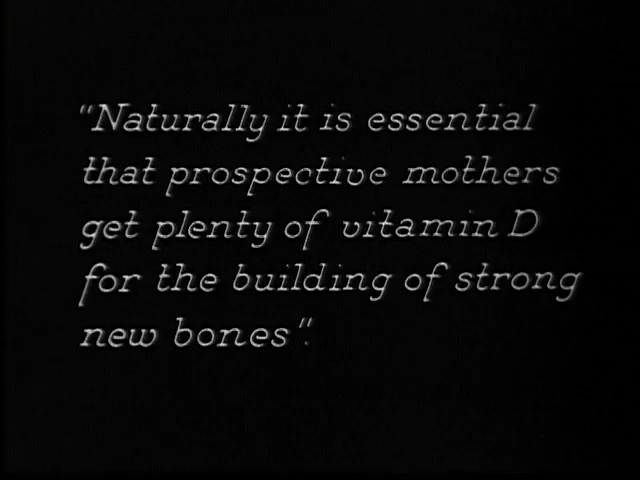 "Naturally it is essential
that prospective mothers
get plenty of vitamin D
for the building of strong
new bones".